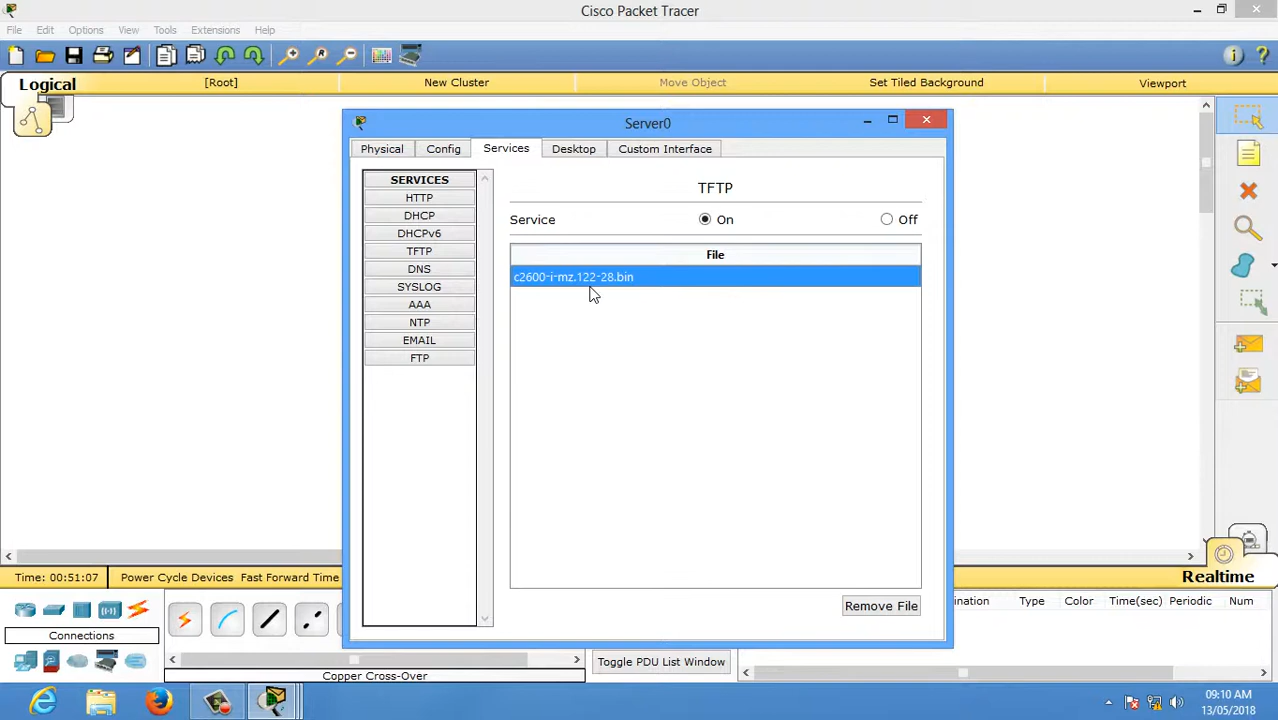 Cisco Packet Tracer
File Edit Options View Tools Extensions Help
Logical [Root] New Cluster Move Object Set Tiled Background Viewport
Server0
Physical Config Services Desktop Custom Interface
SERVICES
HTTP
DHCP
DHCPv6
TFTP
DNS
SYSLOG
AAA
NTP
EMAIL
FTP
TFTP
Service On Off
File
c2600-i-mz.122-28.bin
Remove File
Time: 00:51:07 Power Cycle Devices Fast Forward Time
Realtime
ination Type Color Time(sec) Periodic Num
Connections
Copper Cross-Over
Toggle PDU List Window
09:10 AM
13/05/2018